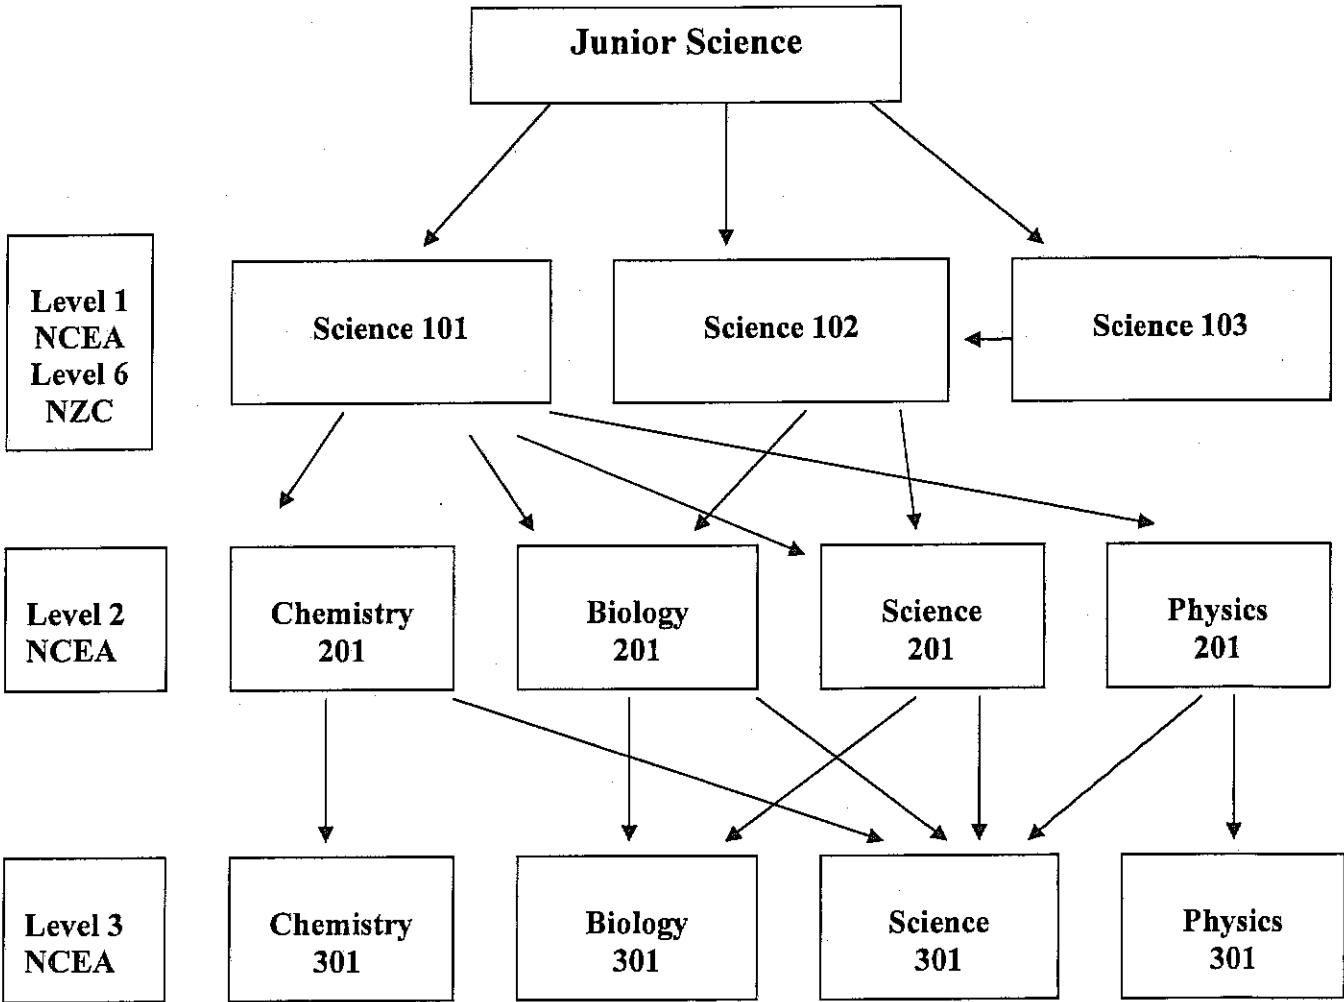 Junior Science
Level 1
NCEA
Level 6
NZC
Science 101
Science 102
Science 103
Level 2
NCEA
Chemistry
201
Biology
201
Science
201
Physics
201
Level 3
NCEA
Chemistry
301
Biology
301
Science
301
Physics
301